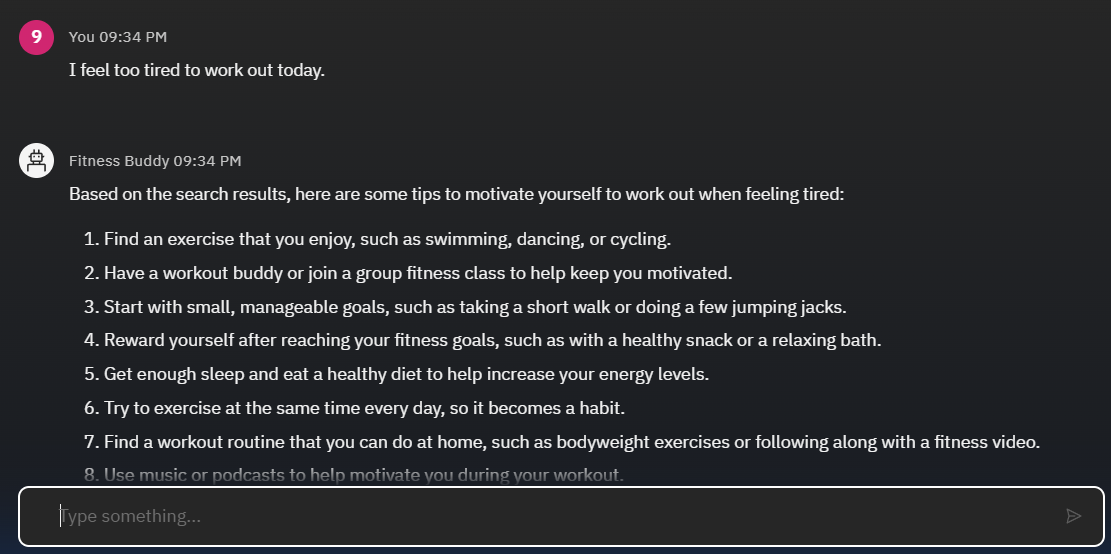 9
You 09:34 PM
I feel too tired to work out today.
Fitness Buddy 09:34 PM
Based on the search results, here are some tips to motivate yourself to work out when feeling tired:
1. Find an exercise that you enjoy, such as swimming, dancing, or cycling.
2. Have a workout buddy or join a group fitness class to help keep you motivated.
3. Start with small, manageable goals, such as taking a short walk or doing a few jumping jacks.
4. Reward yourself after reaching your fitness goals, such as with a healthy snack or a relaxing bath.
5. Get enough sleep and eat a healthy diet to help increase your energy levels.
6. Try to exercise at the same time every day, so it becomes a habit.
7. Find a workout routine that you can do at home, such as bodyweight exercises or following along with a fitness video.
8. Use music or podcasts to help motivate you during your workout.
Type something...